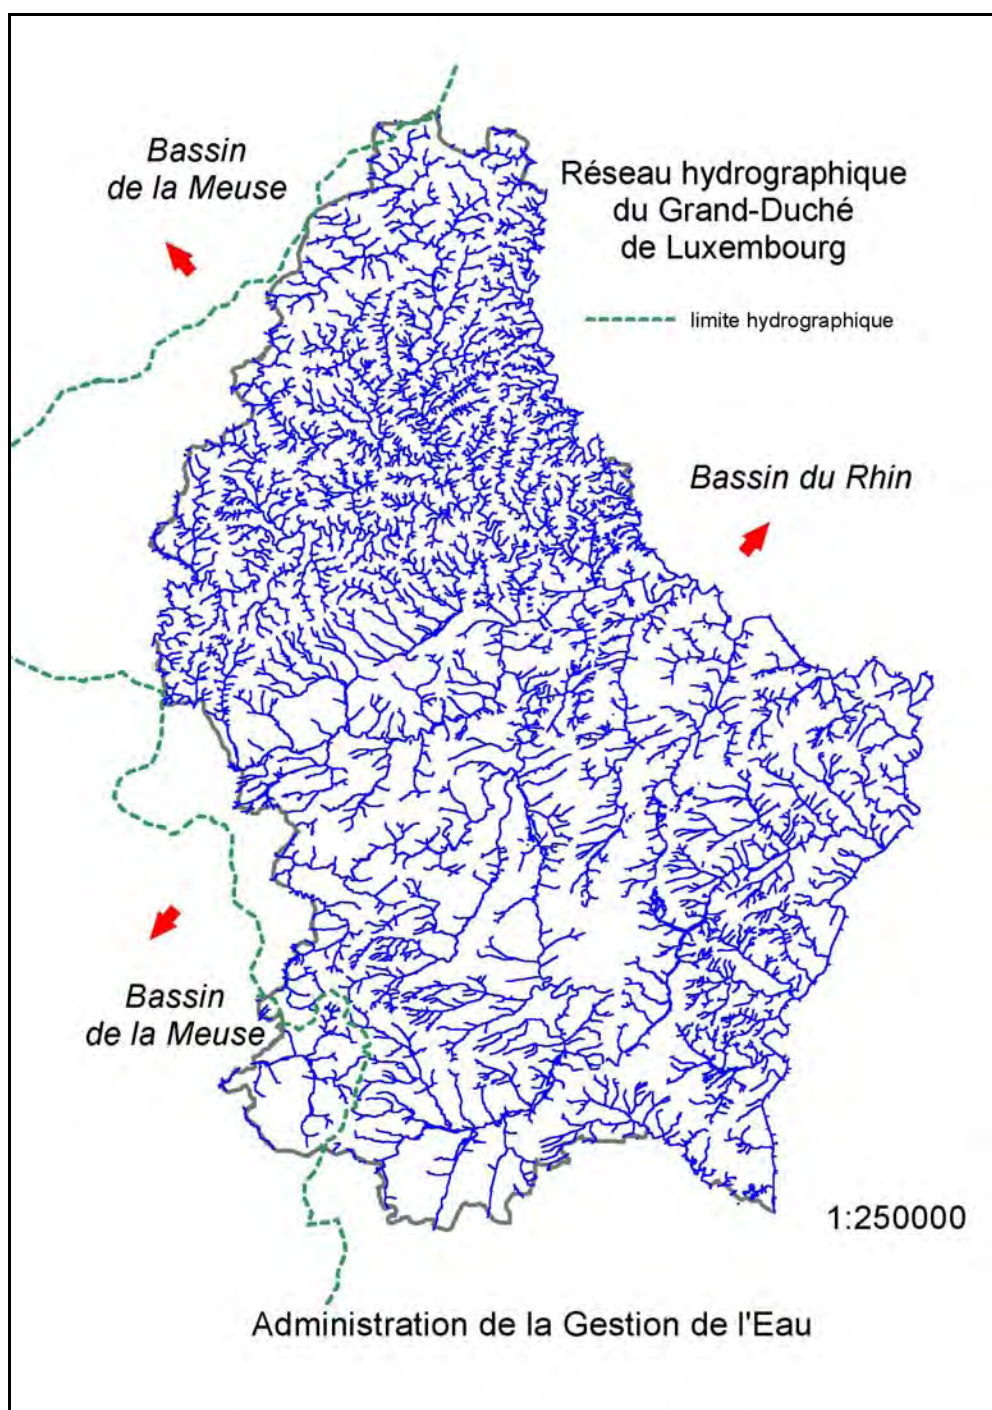 Bassin
de la Meuse
Réseau hydrographique
du Grand-Duché
de Luxembourg
limite hydrographique
Bassin du Rhin
Bassin
de la Meuse
1:250000
Administration de la Gestion de l'Eau